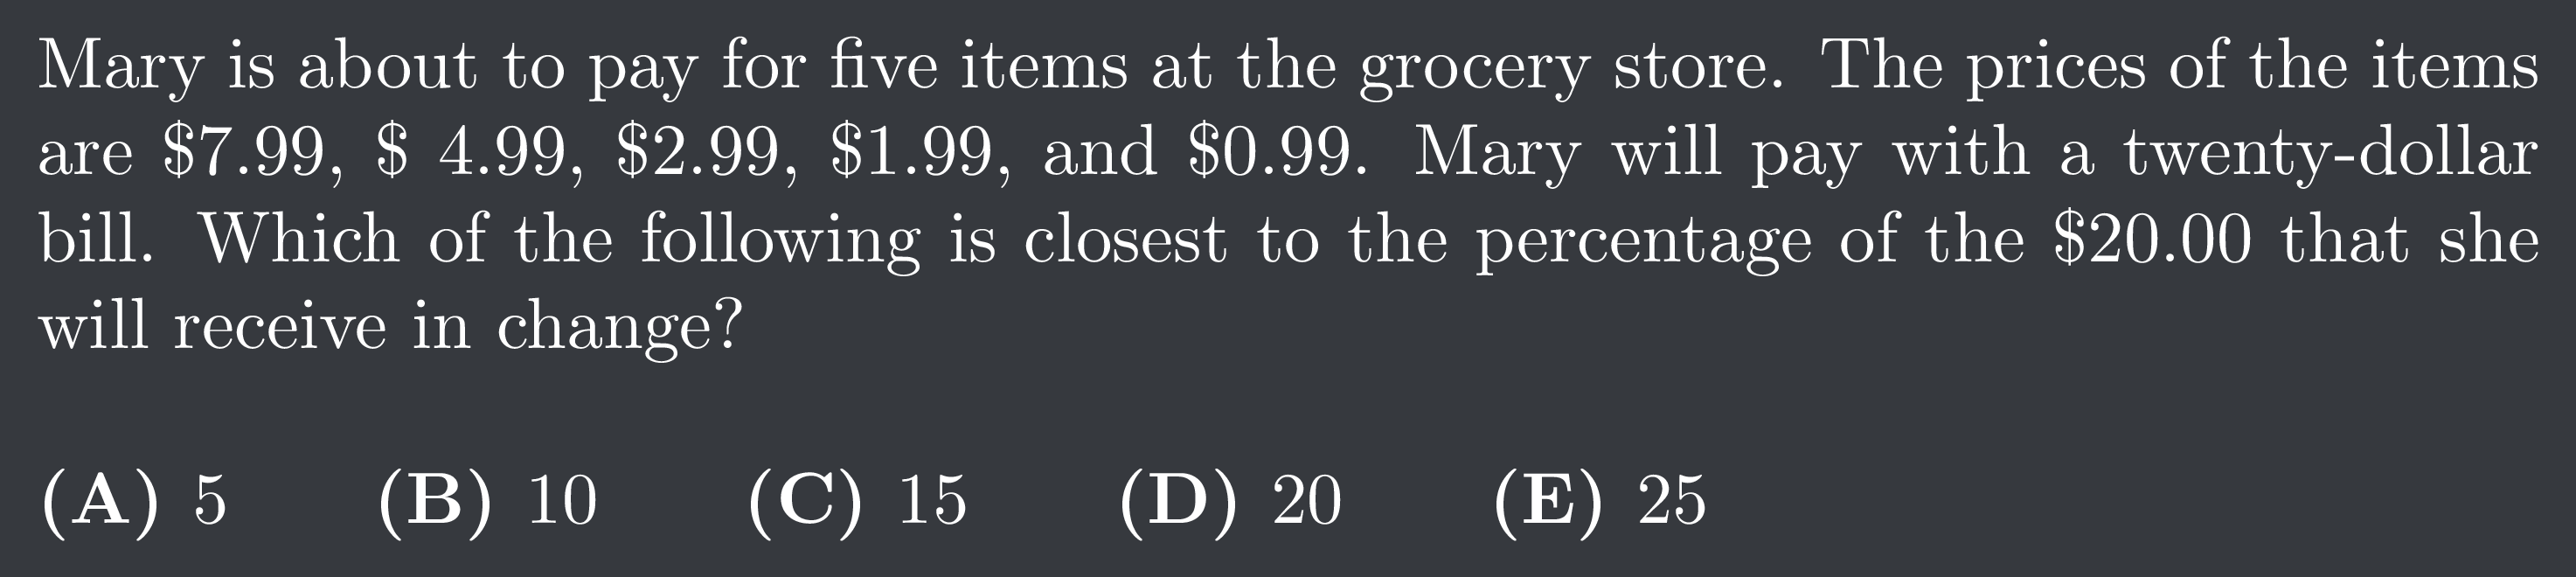 Mary is about to pay for five items at the grocery store. The prices of the items
are $7.99, $ 4.99, $2.99, $1.99, and $0.99. Mary will pay with a twenty-dollar
bill. Which of the following is closest to the percentage of the $20.00 that she
will receive in change?
(A) 5 (B) 10 (C) 15 (D) 20 (E) 25